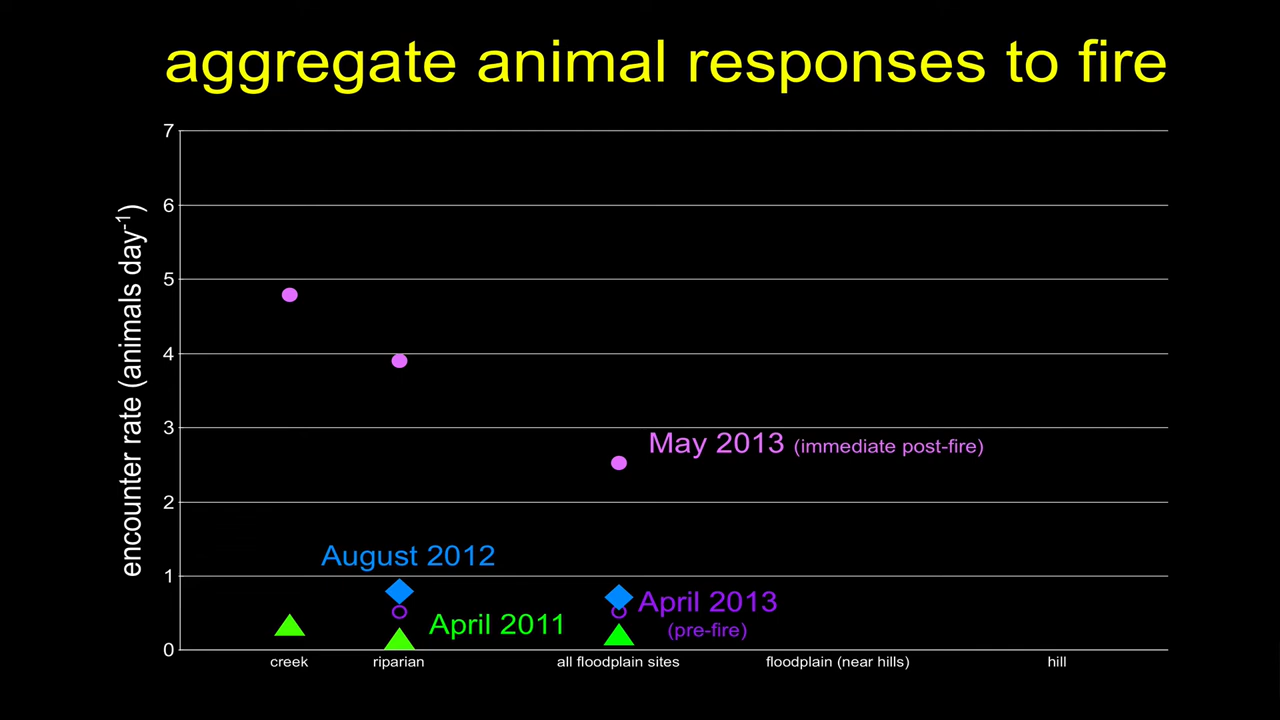 aggregate animal responses to fire
encounter rate (animals day-1)
7
6
5
4
3
2
1
0
May 2013 (immediate post-fire)
August 2012
April 2013
(pre-fire)
April 2011
creek
riparian
all floodplain sites
floodplain (near hills)
hill